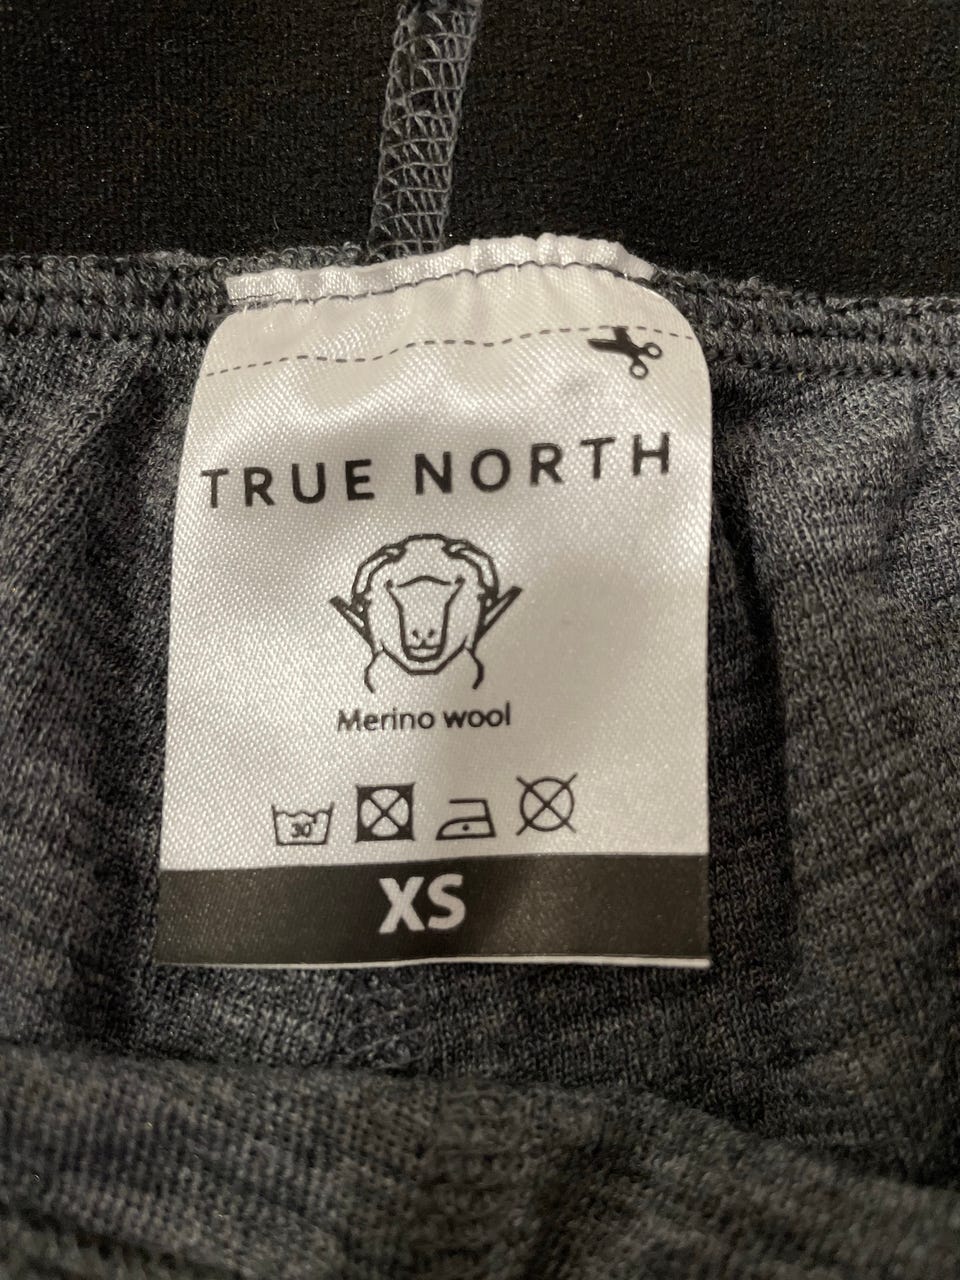 TRUE NORTH
Merino wool
30°
XS